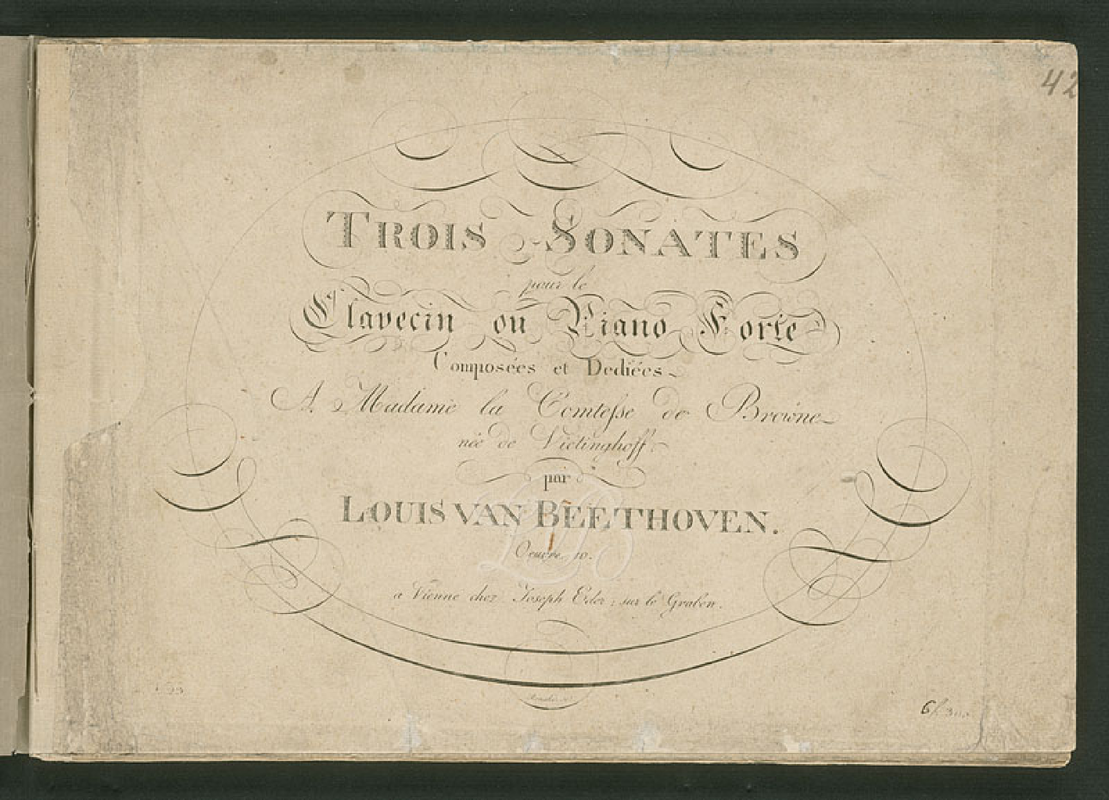 42
TROIS SONATES
pour le
Clavecin ou Piano Forte
Composées et Dediées
A Madame la Comtesse de Browne
née de Vietinghoff.
par
LOUIS VAN BEETHOVEN.
Oeuvre 10.
a Vienne chez Joseph Eder, sur le Graben.
23